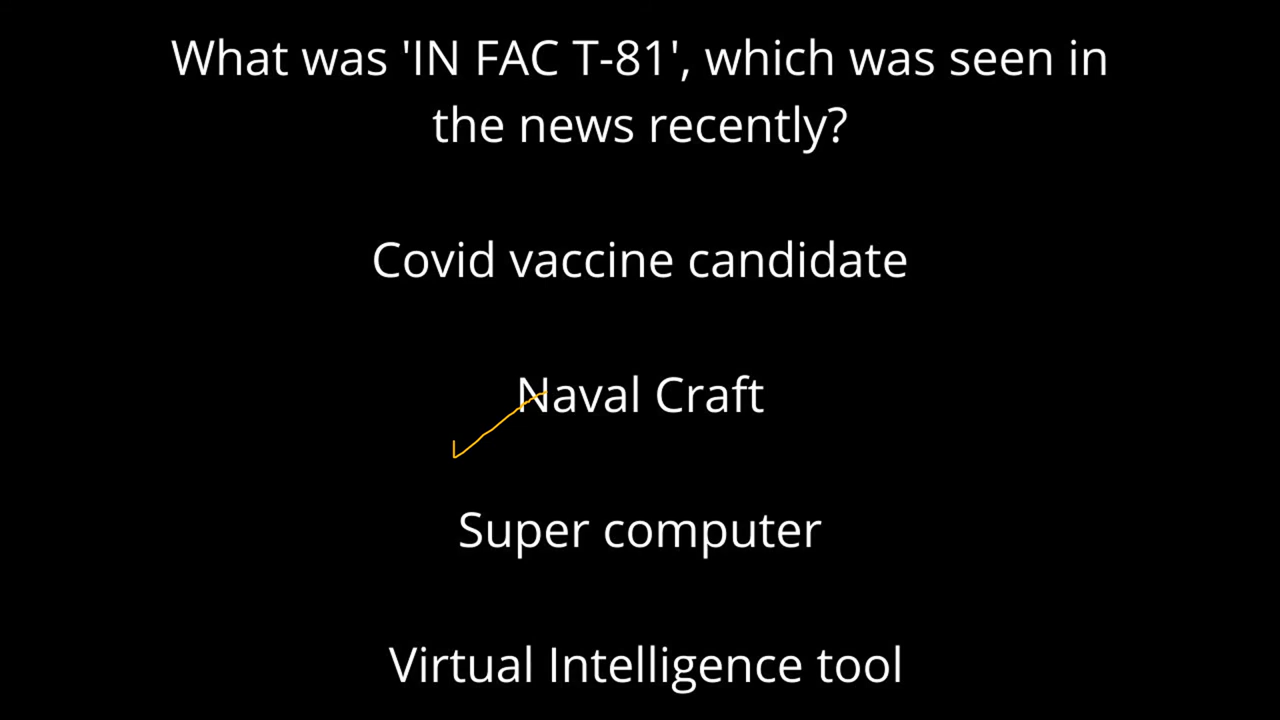 What was 'IN FAC T-81', which was seen in
the news recently?
Covid vaccine candidate
Naval Craft
Super computer
Virtual Intelligence tool